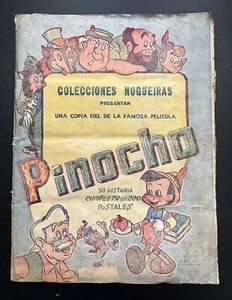 COLECCIONES NOGUEIRAS
PRESENTAN
UNA COPIA FIEL DE LA FAMOSA PELICULA
Pinocho
SU HISTORIA
COMPLETA EN 200
POSTALES